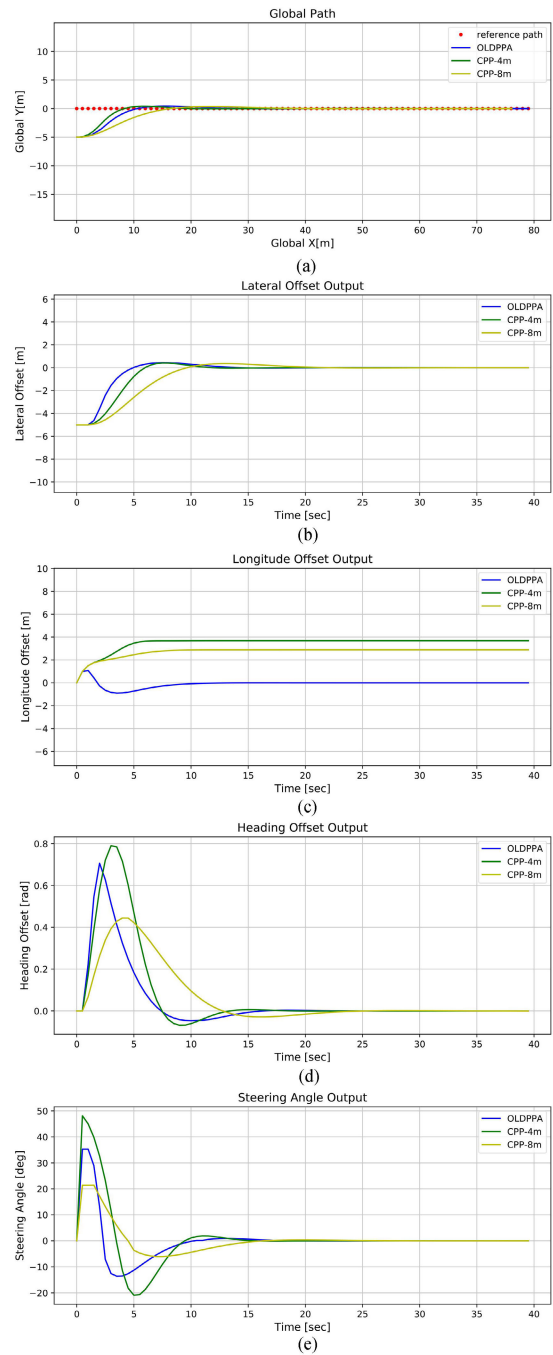 Global Path
reference path
OLDPPA
CPP-4m
CPP-8m
Global Y[m]
10
5
0
−5
−10
−15
0 10 20 30 40 50 60 70 80
Global X[m]
(a)
Lateral Offset Output
OLDPPA
CPP-4m
CPP-8m
Lateral Offset [m]
6
4
2
0
−2
−4
−6
−8
−10
0 5 10 15 20 25 30 35 40
Time [sec]
(b)
Longitude Offset Output
OLDPPA
CPP-4m
CPP-8m
Longitude Offset [m]
10
8
6
4
2
0
−2
−4
−6
0 5 10 15 20 25 30 35 40
Time [sec]
(c)
Heading Offset Output
OLDPPA
CPP-4m
CPP-8m
Heading Offset [rad]
0.8
0.6
0.4
0.2
0.0
0 5 10 15 20 25 30 35 40
Time [sec]
(d)
Steering Angle Output
OLDPPA
CPP-4m
CPP-8m
Steering Angle [deg]
50
40
30
20
10
0
−10
−20
0 5 10 15 20 25 30 35 40
Time [sec]
(e)